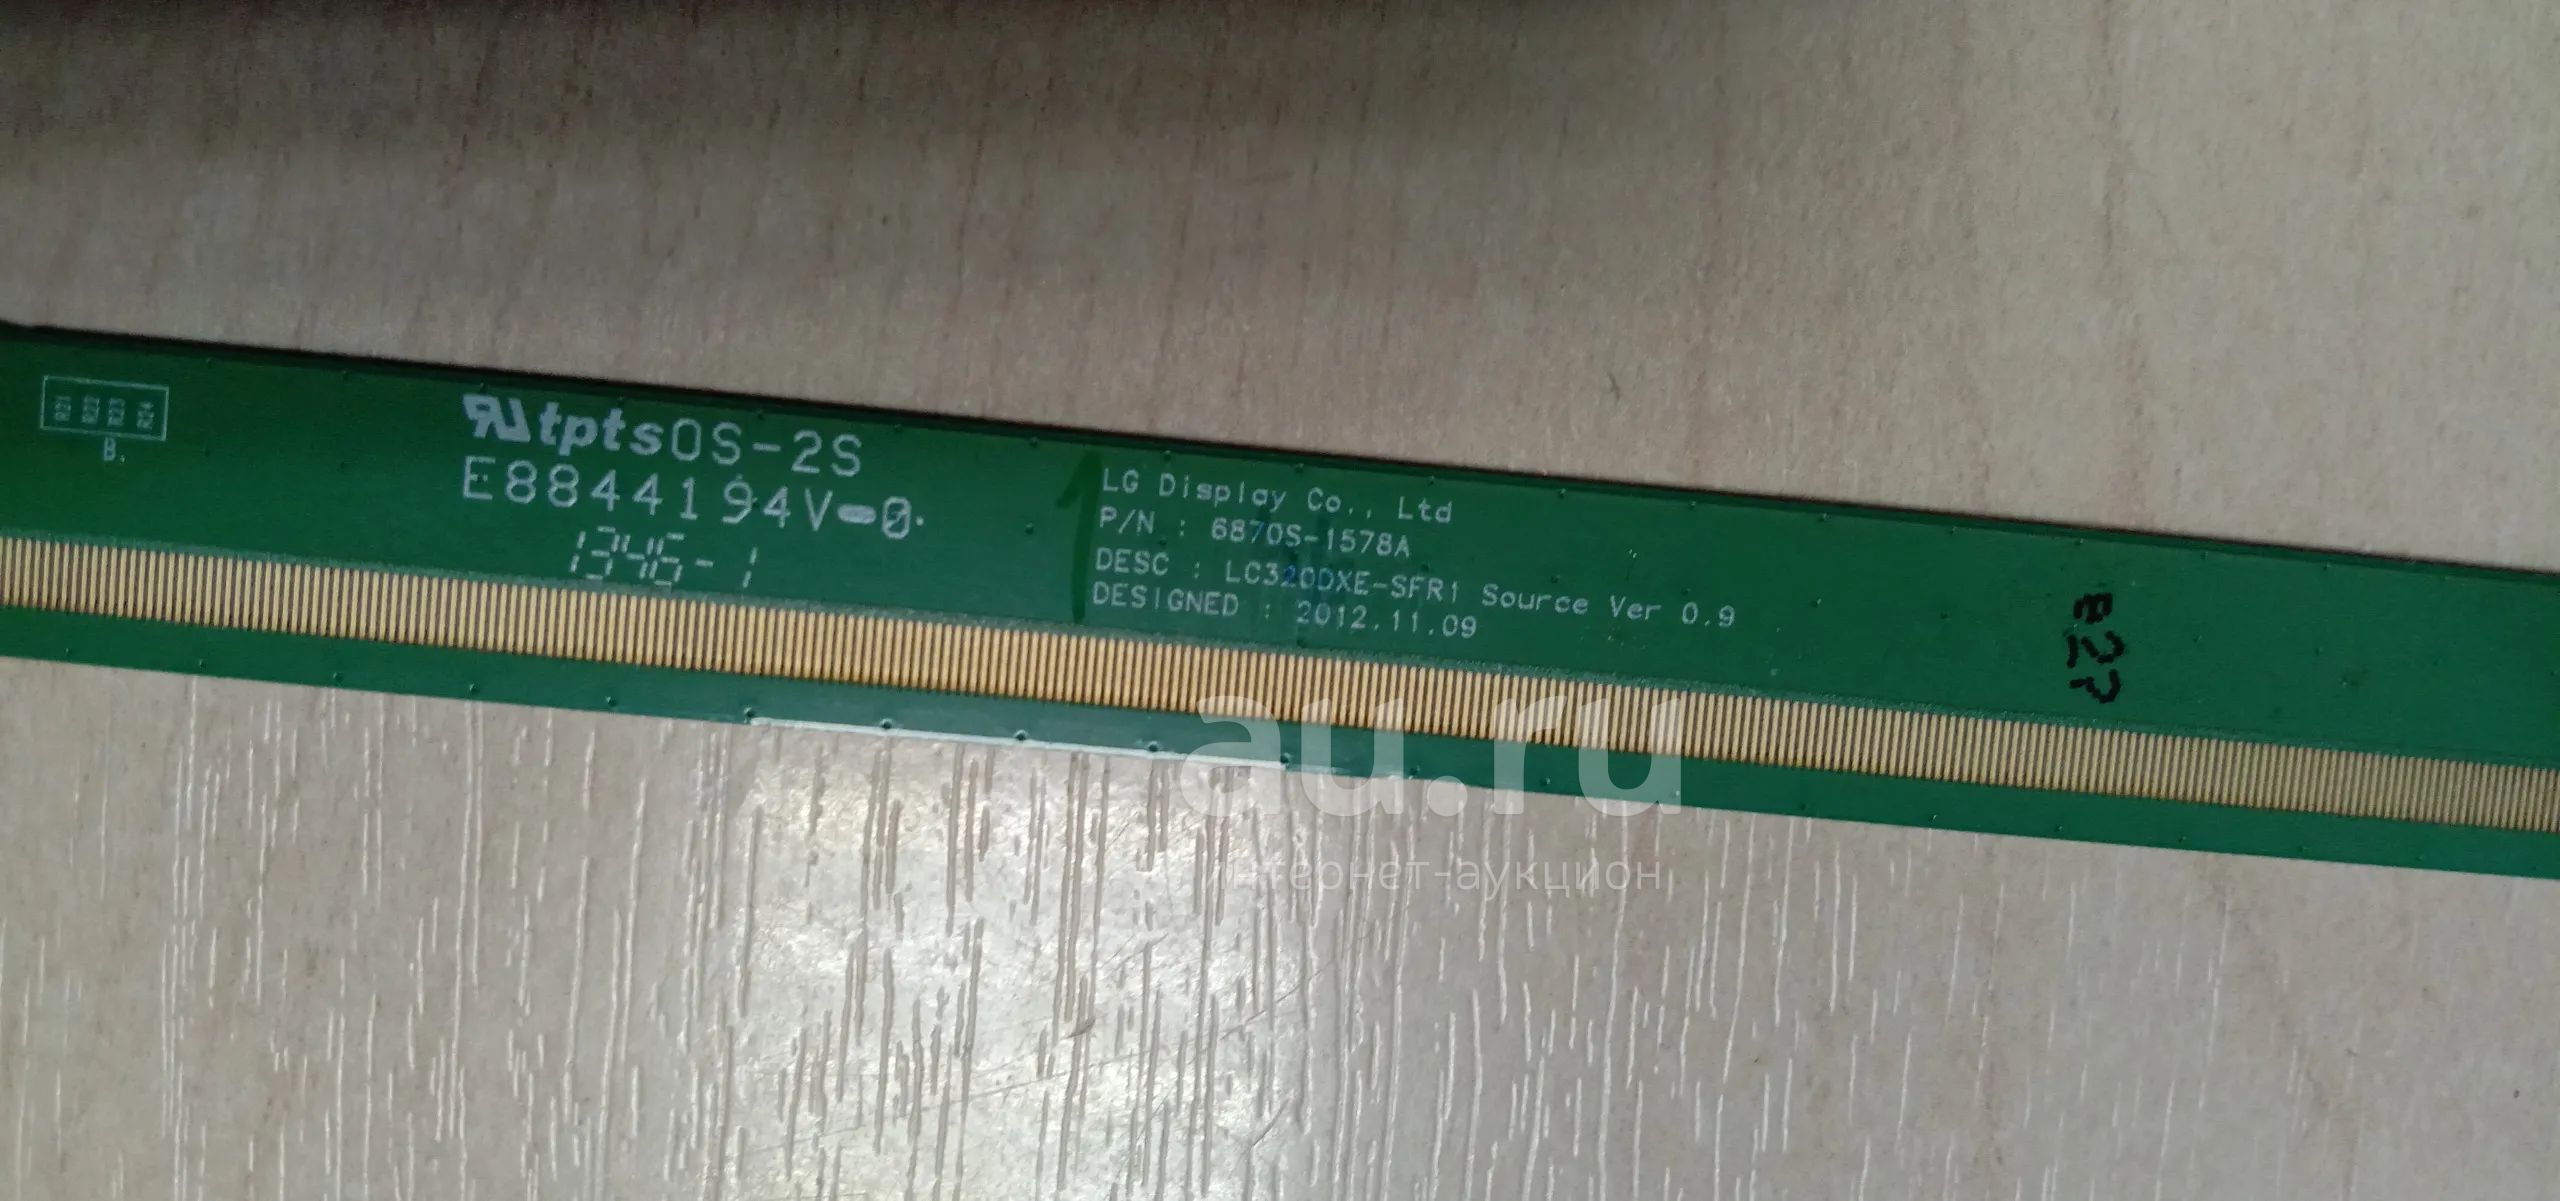 R21 R22 R23 R24
B.
tptsOS-2S
E8844194V-0
1346-1
LG Display Co., Ltd
P/N : 6870S-1578A
DESC : LC320DXE-SFR1 Source Ver 0.9
DESIGNED : 2012.11.09
au.ru
интернет-аукцион